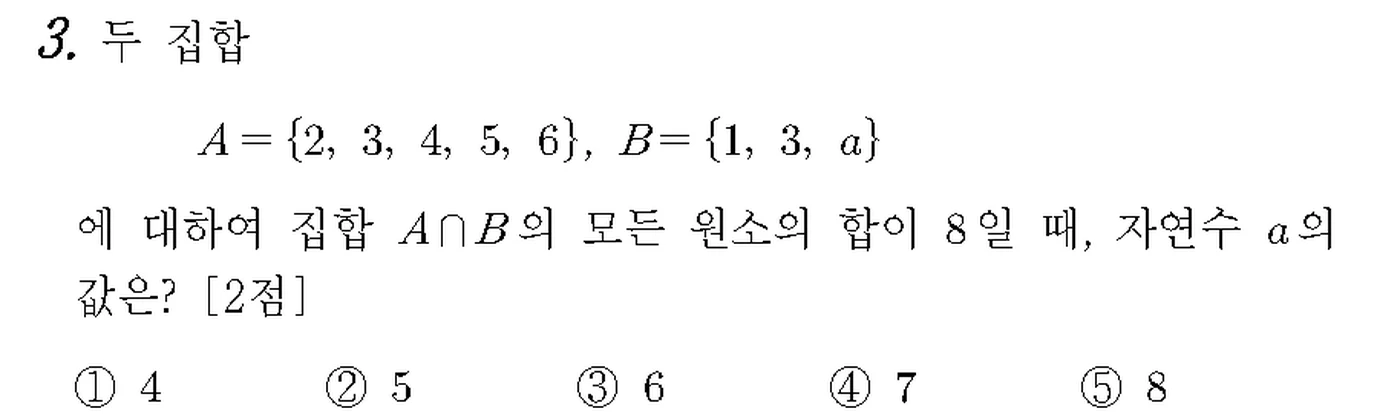 3. 두 집합
A = {2, 3, 4, 5, 6}, B = {1, 3, a}
에 대하여 집합 A∩B의 모든 원소의 합이 8일 때, 자연수 a의
값은? [2점]
① 4 ② 5 ③ 6 ④ 7 ⑤ 8